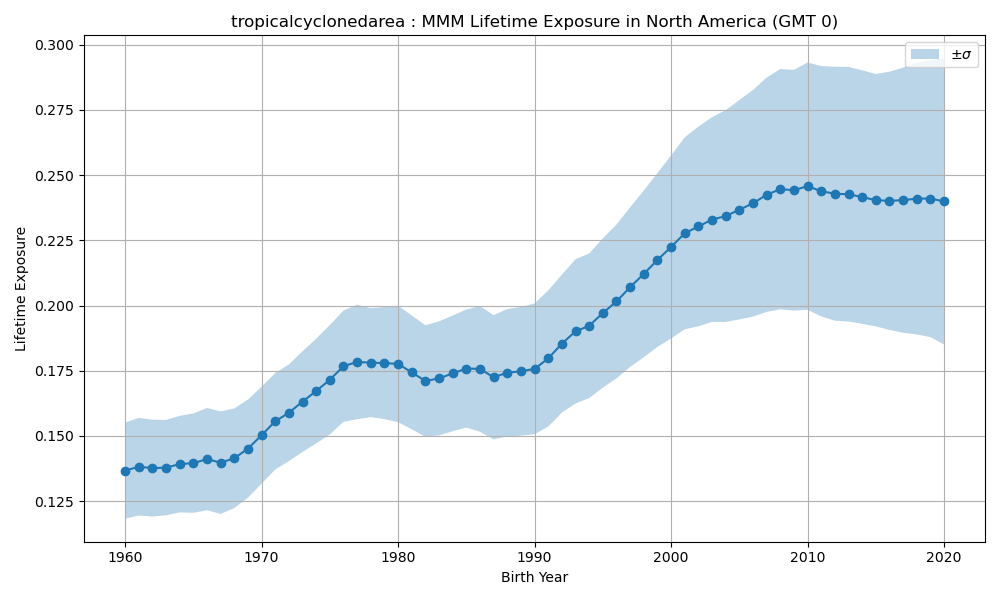 tropicalcyclonedarea : MMM Lifetime Exposure in North America (GMT 0)
±σ
0.300
0.275
0.250
0.225
0.200
0.175
0.150
0.125
Lifetime Exposure
1960 1970 1980 1990 2000 2010 2020
Birth Year